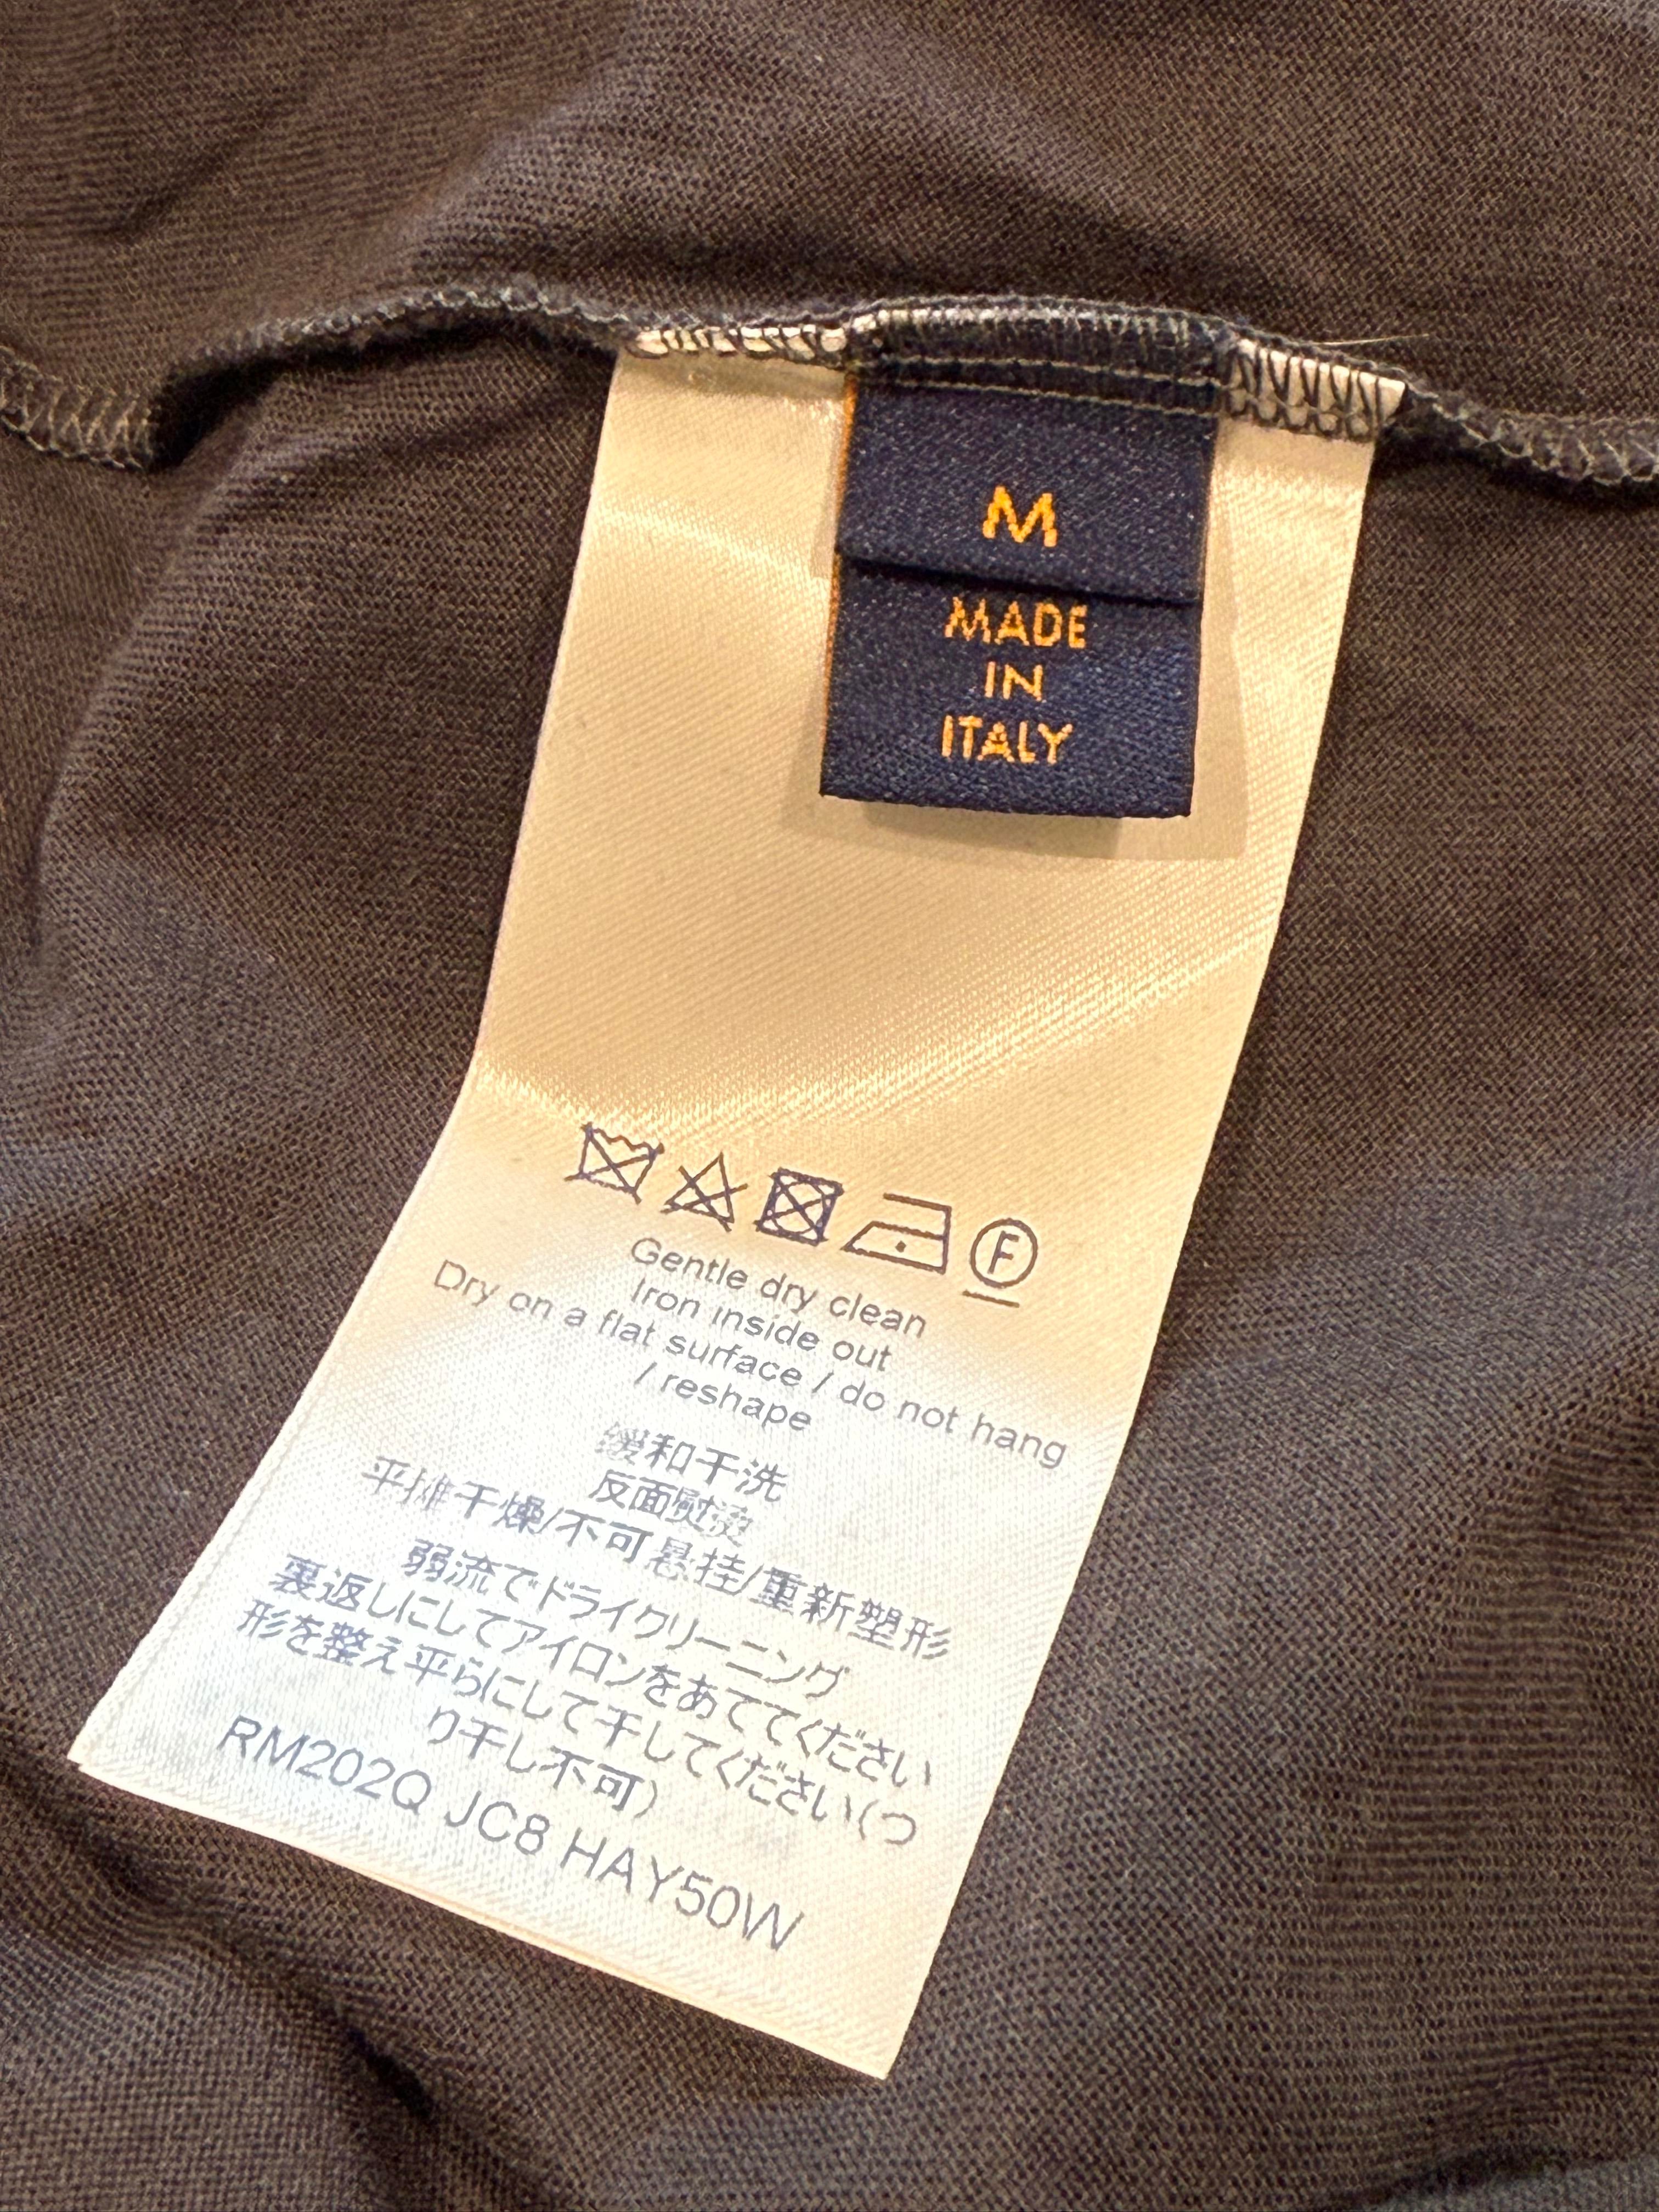 M
MADE
IN
ITALY
F
Gentle dry clean
Iron inside out
Dry on a flat surface / do not hang
/ reshape
缓和干洗
反面熨烫
平摊干燥/不可悬挂/重新塑形
弱流でドライクリーニング
裏返しにしてアイロンをあててください
形を整え平らにして干してください(つ
り干し不可)
RM202Q JC8 HAY50W